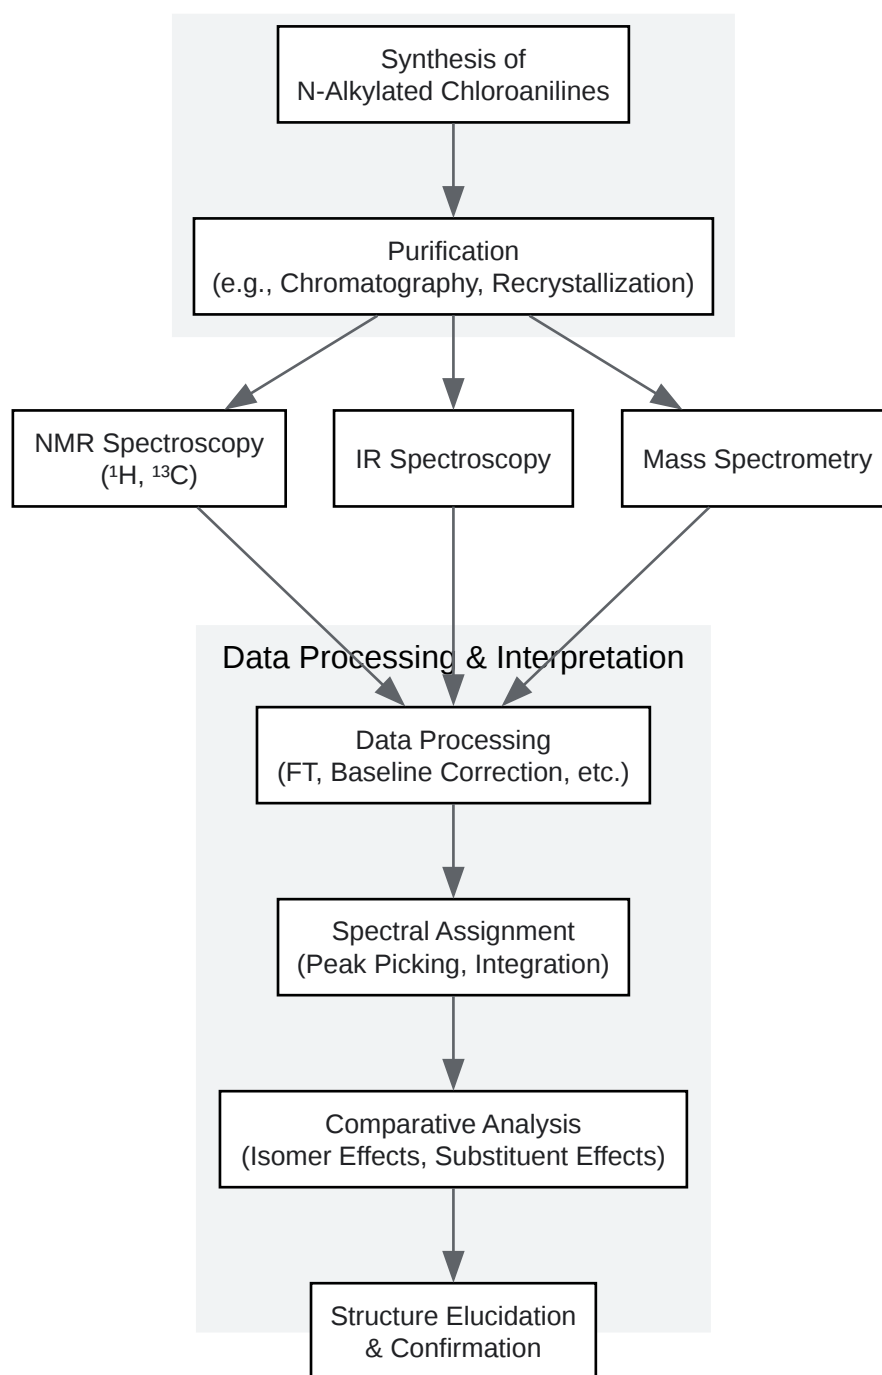 Synthesis of
N-Alkylated Chloroanilines
Purification
(e.g., Chromatography, Recrystallization)
NMR Spectroscopy
(¹H, ¹³C)
IR Spectroscopy
Mass Spectrometry
Data Processing & Interpretation
Data Processing
(FT, Baseline Correction, etc.)
Spectral Assignment
(Peak Picking, Integration)
Comparative Analysis
(Isomer Effects, Substituent Effects)
Structure Elucidation
& Confirmation